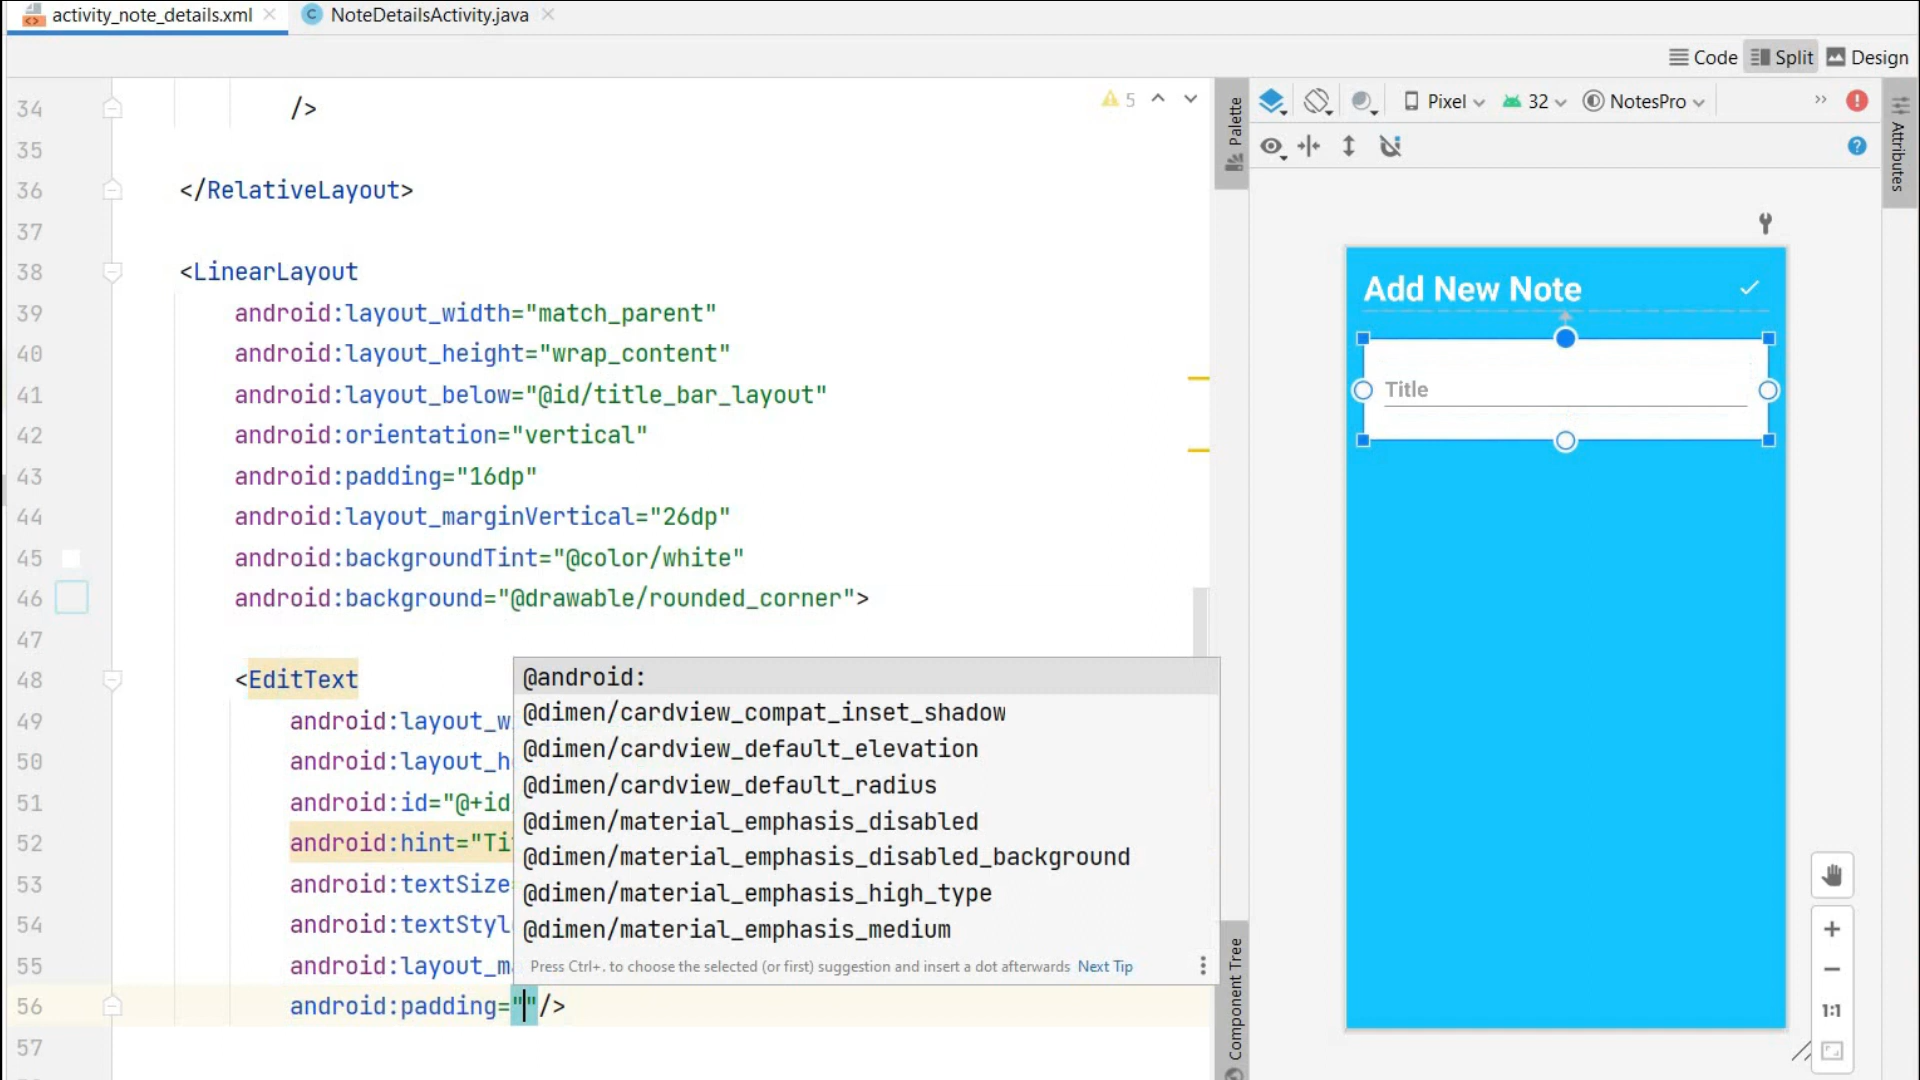 activity_note_details.xml
NoteDetailsActivity.java
Code
Split
Design
34 />
35
36 </RelativeLayout>
37
38 <LinearLayout
39 android:layout_width="match_parent"
40 android:layout_height="wrap_content"
41 android:layout_below="@id/title_bar_layout"
42 android:orientation="vertical"
43 android:padding="16dp"
44 android:layout_marginVertical="26dp"
45 android:backgroundTint="@color/white"
46 android:background="@drawable/rounded_corner">
47
48 <EditText
49 android:layout_w
50 android:layout_h
51 android:id="@+id
52 android:hint="Ti
53 android:textSize
54 android:textStyl
55 android:layout_m
56 android:padding=""/>
57
5
@android:
@dimen/cardview_compat_inset_shadow
@dimen/cardview_default_elevation
@dimen/cardview_default_radius
@dimen/material_emphasis_disabled
@dimen/material_emphasis_disabled_background
@dimen/material_emphasis_high_type
@dimen/material_emphasis_medium
Press Ctrl+. to choose the selected (or first) suggestion and insert a dot afterwards Next Tip
Palette
Component Tree
Pixel
32
NotesPro
Attributes
Add New Note
Title
1:1